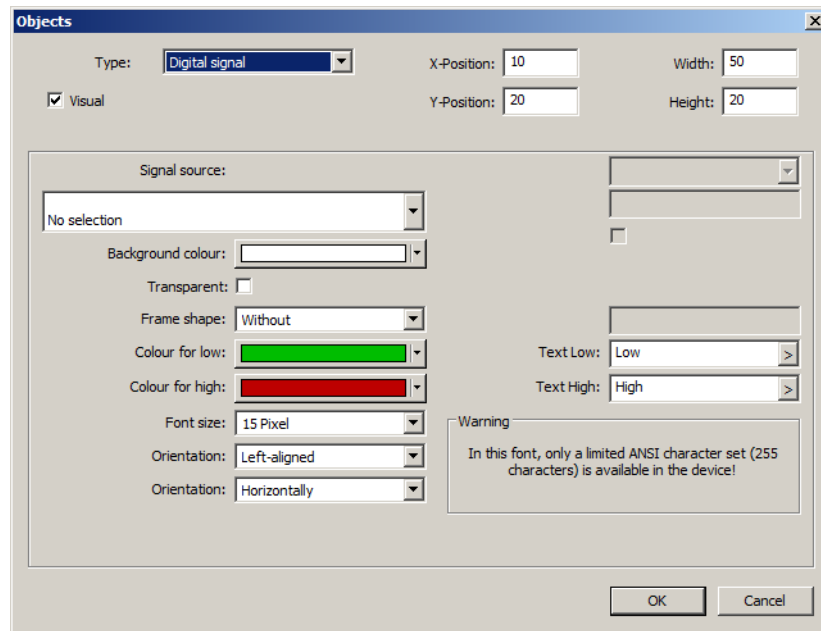 Objects
Type: Digital signal X-Position: 10 Width: 50
Visual Y-Position: 20 Height: 20
Signal source:
No selection
Background colour:
Transparent:
Frame shape: Without
Colour for low: Text Low: Low >
Colour for high: Text High: High >
Font size: 15 Pixel
Warning
Orientation: Left-aligned
In this font, only a limited ANSI character set (255
characters) is available in the device!
Orientation: Horizontally
OK Cancel